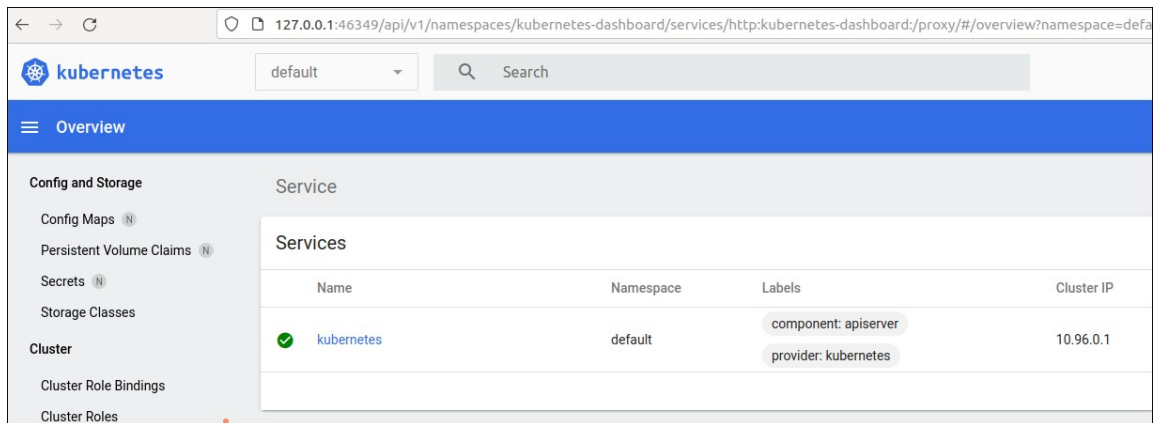 127.0.0.1:46349/api/v1/namespaces/kubernetes-dashboard/services/http:kubernetes-dashboard:/proxy/#/overview?namespace=defa
kubernetes
default
Search
Overview
Config and Storage
Config Maps N
Persistent Volume Claims N
Secrets N
Storage Classes
Cluster
Cluster Role Bindings
Cluster Roles
Service
Services
Name Namespace Labels Cluster IP
kubernetes default component: apiserver 10.96.0.1
provider: kubernetes